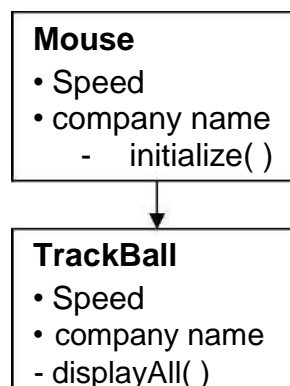 Mouse
• Speed
• company name
- initialize( )
TrackBall
• Speed
• company name
- displayAll( )